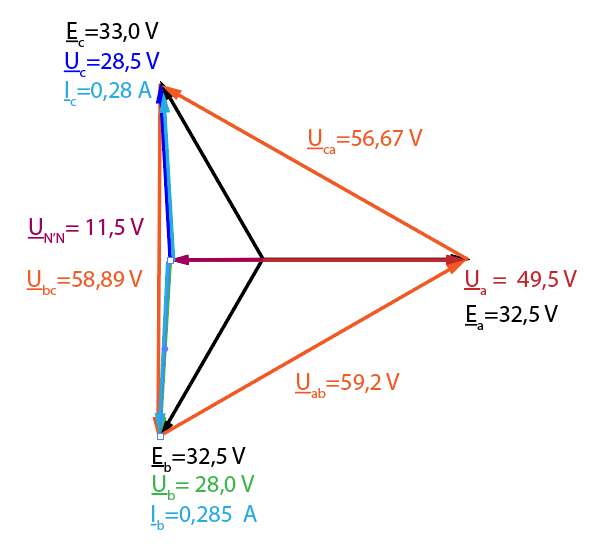 E_c=33,0 V
U_c=28,5 V
I_c=0,28 A
U_ca=56,67 V
U_N'N= 11,5 V
U_bc=58,89 V
U_a = 49,5 V
E_a=32,5 V
U_ab=59,2 V
E_b=32,5 V
U_b= 28,0 V
I_b=0,285 A